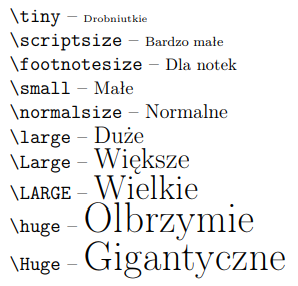 \tiny – Drobniutkie
\scriptsize – Bardzo małe
\footnotesize – Dla notek
\small – Małe
\normalsize – Normalne
\large – Duże
\Large – Większe
\LARGE – Wielkie
\huge – Olbrzymie
\Huge – Gigantyczne